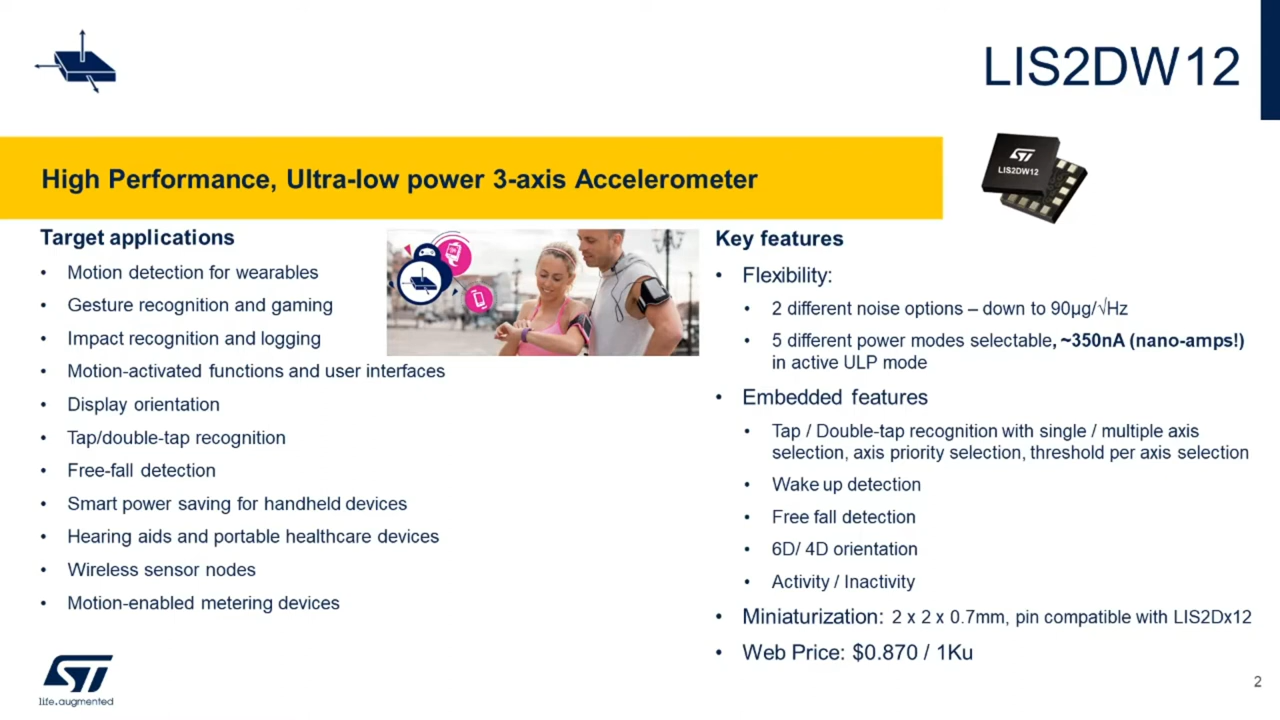 LIS2DW12
High Performance, Ultra-low power 3-axis Accelerometer
LIS2DW12
Target applications
• Motion detection for wearables
• Gesture recognition and gaming
• Impact recognition and logging
• Motion-activated functions and user interfaces
• Display orientation
• Tap/double-tap recognition
• Free-fall detection
• Smart power saving for handheld devices
• Hearing aids and portable healthcare devices
• Wireless sensor nodes
• Motion-enabled metering devices
Key features
• Flexibility:
• 2 different noise options – down to 90µg/√Hz
• 5 different power modes selectable, ~350nA (nano-amps!)
in active ULP mode
• Embedded features
• Tap / Double-tap recognition with single / multiple axis
selection, axis priority selection, threshold per axis selection
• Wake up detection
• Free fall detection
• 6D/ 4D orientation
• Activity / Inactivity
• Miniaturization: 2 x 2 x 0.7mm, pin compatible with LIS2Dx12
• Web Price: $0.870 / 1Ku
ST
life.augmented
2